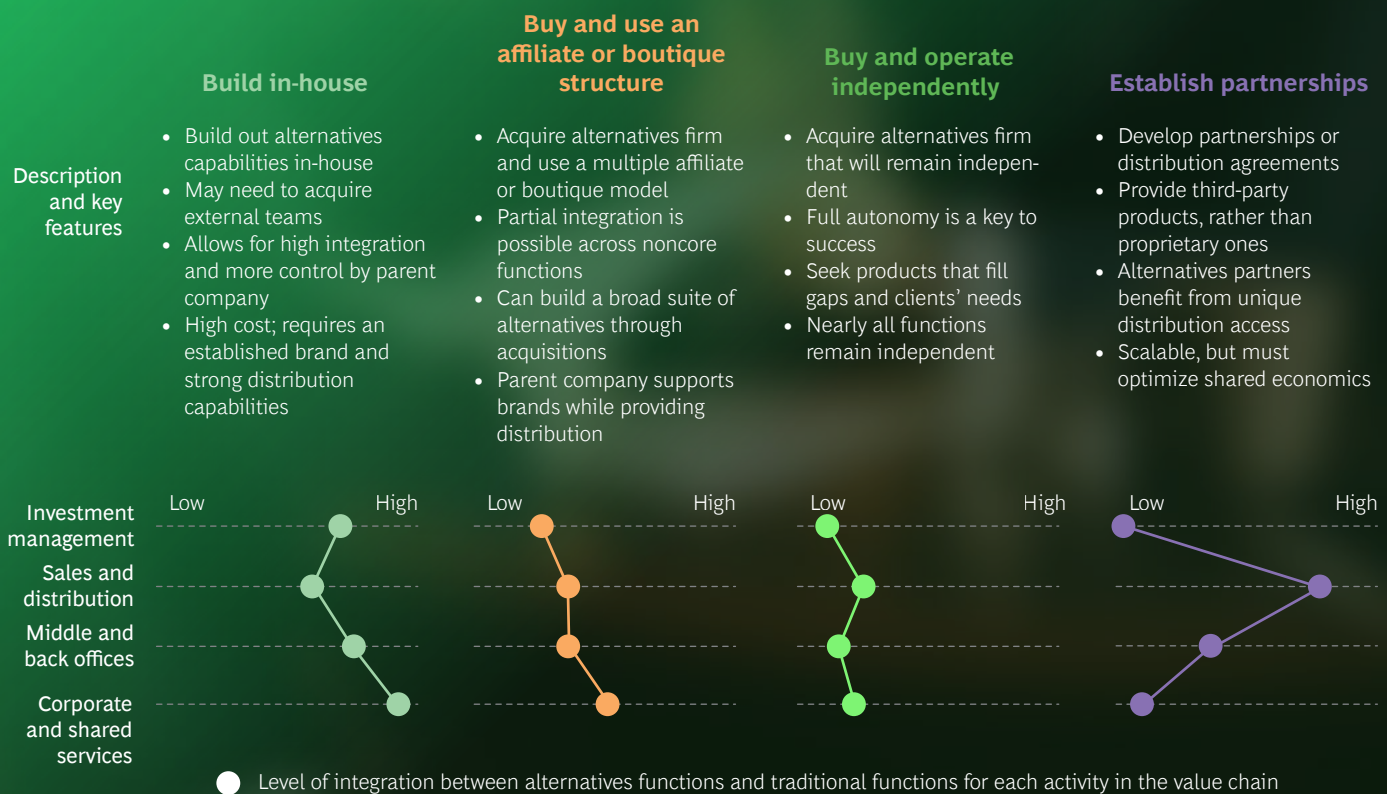 Build in-house
Buy and use an
affiliate or boutique
structure
Buy and operate
independently
Establish partnerships
Description
and key
features
• Build out alternatives
capabilities in-house
• May need to acquire
external teams
• Allows for high integration
and more control by parent
company
• High cost; requires an
established brand and
strong distribution
capabilities
• Acquire alternatives firm
and use a multiple affiliate
or boutique model
• Partial integration is
possible across noncore
functions
• Can build a broad suite of
alternatives through
acquisitions
• Parent company supports
brands while providing
distribution
• Acquire alternatives firm
that will remain indepen-
dent
• Full autonomy is a key to
success
• Seek products that fill
gaps and clients’ needs
• Nearly all functions
remain independent
• Develop partnerships or
distribution agreements
• Provide third-party
products, rather than
proprietary ones
• Alternatives partners
benefit from unique
distribution access
• Scalable, but must
optimize shared economics
Low High Low High Low High Low High
Investment
management
Sales and
distribution
Middle and
back offices
Corporate
and shared
services
Level of integration between alternatives functions and traditional functions for each activity in the value chain